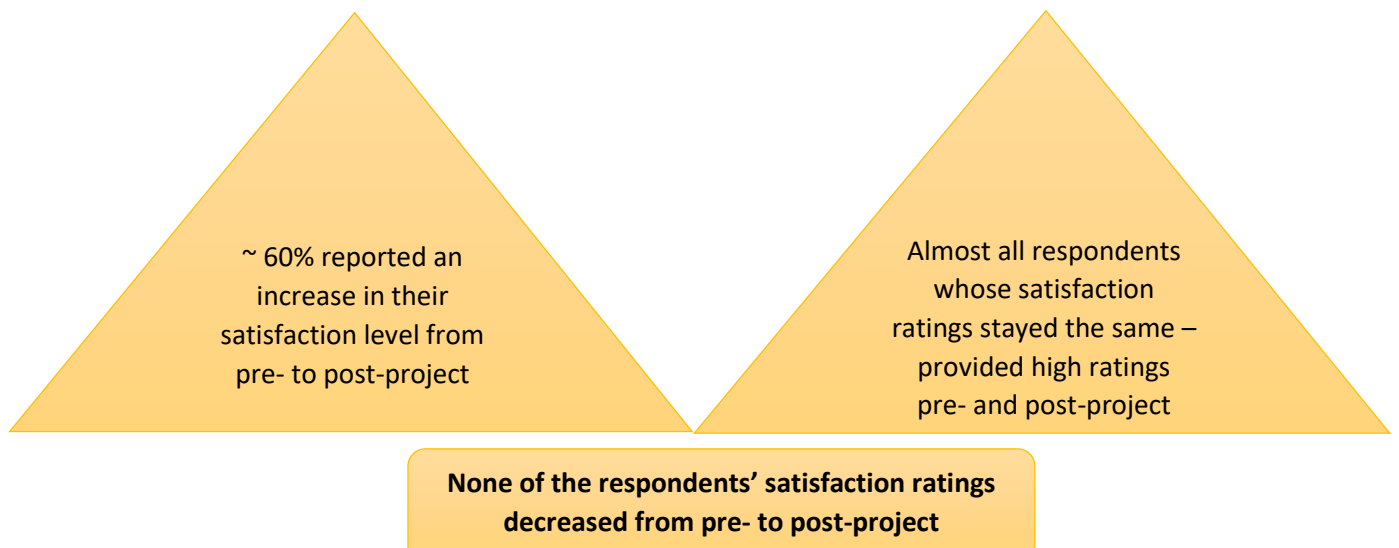 ~ 60% reported an
increase in their
satisfaction level from
pre- to post-project
Almost all respondents
whose satisfaction
ratings stayed the same –
provided high ratings
pre- and post-project
None of the respondents’ satisfaction ratings
decreased from pre- to post-project